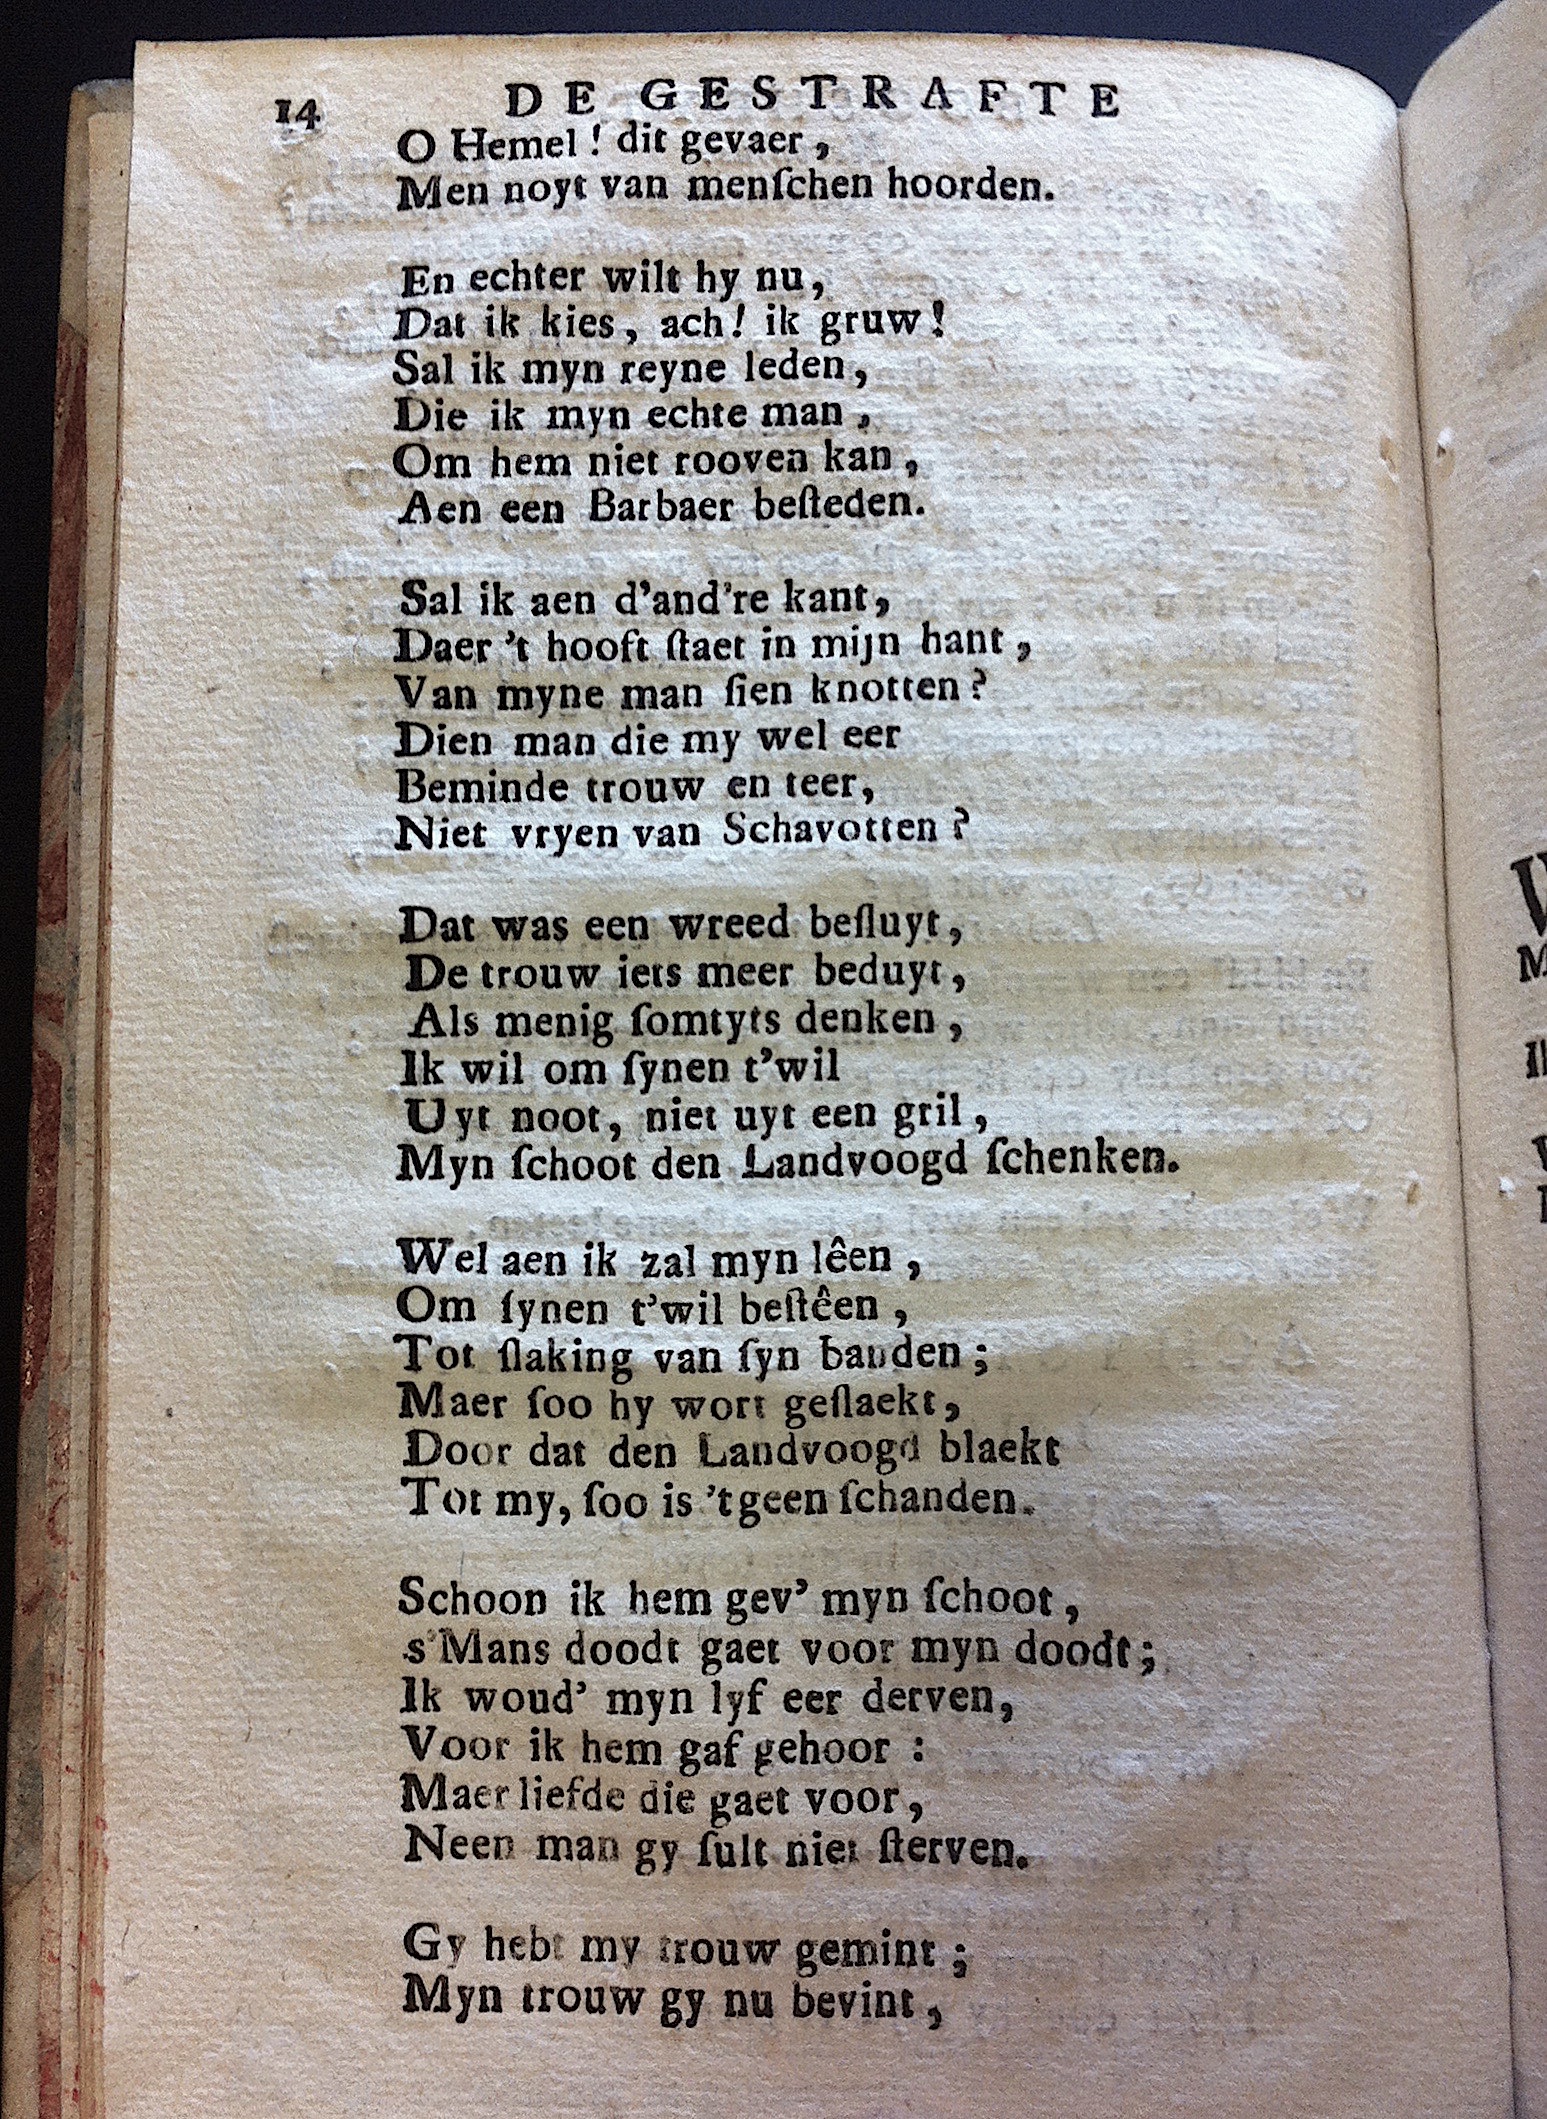 14 DE GESTRAFTE
O Hemel! dit gevaer,
Men noyt van menſchen hoorden.
En echter wilt hy nu,
Dat ik kies, ach! ik gruw!
Sal ik myn reyne leden,
Die ik myn echte man,
Om hem niet rooven kan,
Aen een Barbaer beſteden.
Sal ik aen d'and're kant,
Daer 't hooft ſtaet in mijn hant,
Van myne man ſien knotten?
Dien man die my wel eer
Beminde trouw en teer,
Niet vryen van Schavotten?
Dat was een wreed beſluyt,
De trouw iets meer beduyt,
Als menig ſomtyts denken,
Ik wil om ſynen t'wil
Uyt noot, niet uyt een gril,
Myn ſchoot den Landvoogd ſchenken.
Wel aen ik zal myn lêen,
Om ſynen t'wil beſtêen,
Tot ſlaking van ſyn banden;
Maer ſoo hy wort geſlaekt,
Door dat den Landvoogd blaekt
Tot my, ſoo is 't geen ſchanden.
Schoon ik hem gev' myn ſchoot,
s'Mans doodt gaet voor myn doodt;
Ik woud' myn lyf eer derven,
Voor ik hem gaf gehoor:
Maer liefde die gaet voor,
Neen man gy ſult niet ſterven.
Gy hebt my trouw gemint;
Myn trouw gy nu bevint,